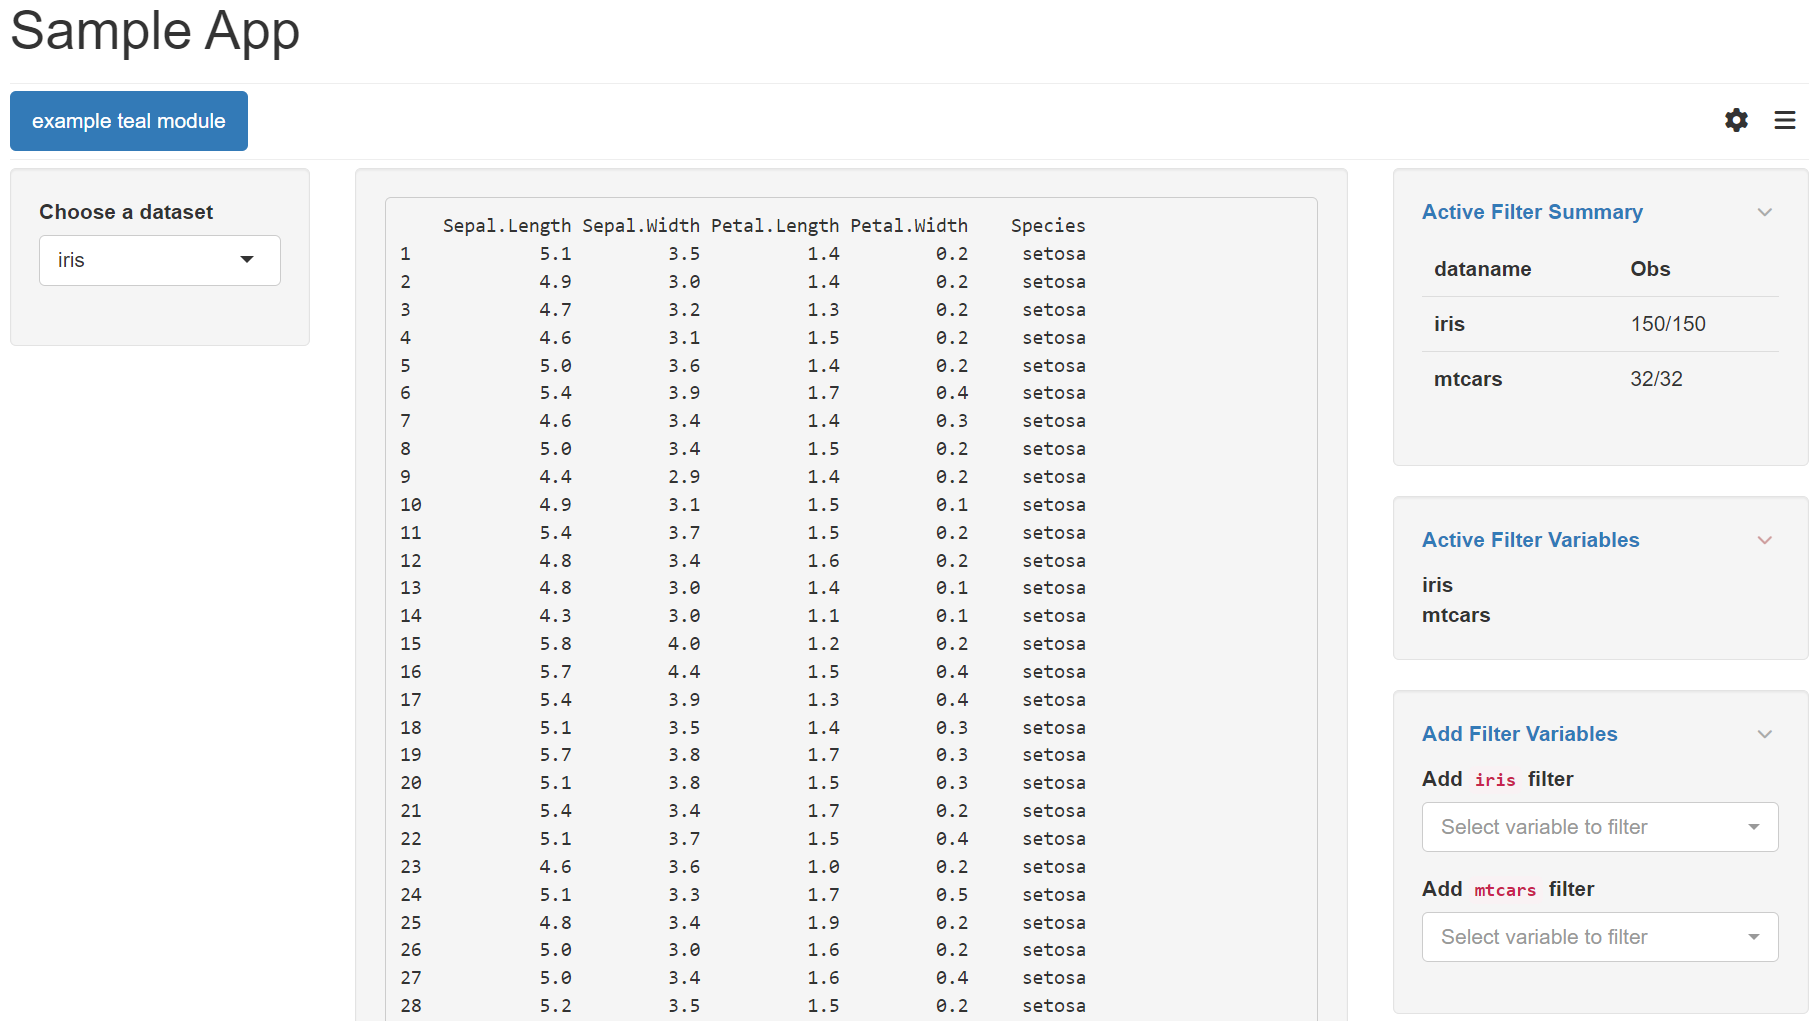 Sample App
example teal module
Choose a dataset
iris
Sepal.Length Sepal.Width Petal.Length Petal.Width Species
1 5.1 3.5 1.4 0.2 setosa
2 4.9 3.0 1.4 0.2 setosa
3 4.7 3.2 1.3 0.2 setosa
4 4.6 3.1 1.5 0.2 setosa
5 5.0 3.6 1.4 0.2 setosa
6 5.4 3.9 1.7 0.4 setosa
7 4.6 3.4 1.4 0.3 setosa
8 5.0 3.4 1.5 0.2 setosa
9 4.4 2.9 1.4 0.2 setosa
10 4.9 3.1 1.5 0.1 setosa
11 5.4 3.7 1.5 0.2 setosa
12 4.8 3.4 1.6 0.2 setosa
13 4.8 3.0 1.4 0.1 setosa
14 4.3 3.0 1.1 0.1 setosa
15 5.8 4.0 1.2 0.2 setosa
16 5.7 4.4 1.5 0.4 setosa
17 5.4 3.9 1.3 0.4 setosa
18 5.1 3.5 1.4 0.3 setosa
19 5.7 3.8 1.7 0.3 setosa
20 5.1 3.8 1.5 0.3 setosa
21 5.4 3.4 1.7 0.2 setosa
22 5.1 3.7 1.5 0.4 setosa
23 4.6 3.6 1.0 0.2 setosa
24 5.1 3.3 1.7 0.5 setosa
25 4.8 3.4 1.9 0.2 setosa
26 5.0 3.0 1.6 0.2 setosa
27 5.0 3.4 1.6 0.4 setosa
28 5.2 3.5 1.5 0.2 setosa
Active Filter Summary
dataname Obs
iris 150/150
mtcars 32/32
Active Filter Variables
iris
mtcars
Add Filter Variables
Add iris filter
Select variable to filter
Add mtcars filter
Select variable to filter